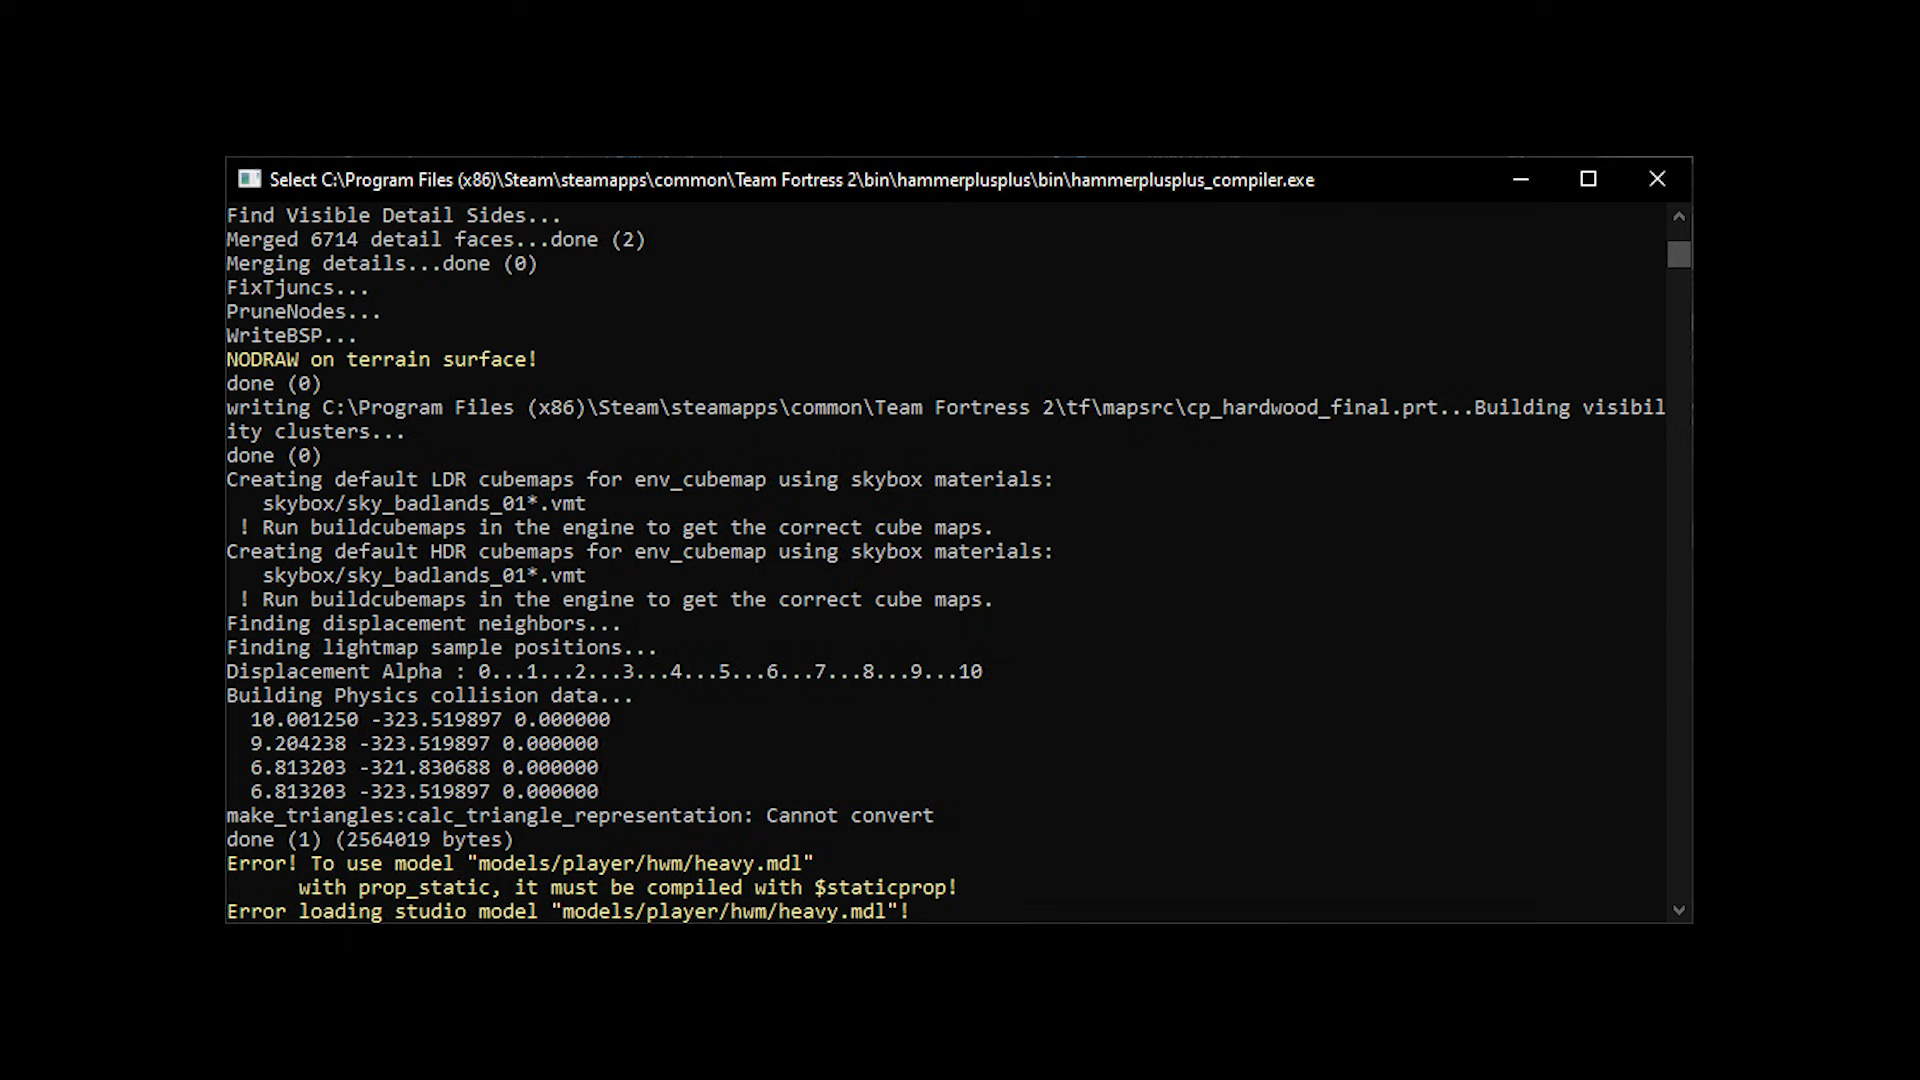 Select C:\Program Files (x86)\Steam\steamapps\common\Team Fortress 2\bin\hammerplusplus\bin\hammerplusplus_compiler.exe
Find Visible Detail Sides...
Merged 6714 detail faces...done (2)
Merging details...done (0)
FixTjuncs...
PruneNodes...
WriteBSP...
NODRAW on terrain surface!
done (0)
writing C:\Program Files (x86)\Steam\steamapps\common\Team Fortress 2\tf\mapsrc\cp_hardwood_final.prt...Building visibil
ity clusters...
done (0)
Creating default LDR cubemaps for env_cubemap using skybox materials:
   skybox/sky_badlands_01*.vmt
 ! Run buildcubemaps in the engine to get the correct cube maps.
Creating default HDR cubemaps for env_cubemap using skybox materials:
   skybox/sky_badlands_01*.vmt
 ! Run buildcubemaps in the engine to get the correct cube maps.
Finding displacement neighbors...
Finding lightmap sample positions...
Displacement Alpha : 0...1...2...3...4...5...6...7...8...9...10
Building Physics collision data...
  10.001250 -323.519897 0.000000
  9.204238 -323.519897 0.000000
  6.813203 -321.830688 0.000000
  6.813203 -323.519897 0.000000
make_triangles:calc_triangle_representation: Cannot convert
done (1) (2564019 bytes)
Error! To use model "models/player/hwm/heavy.mdl"
      with prop_static, it must be compiled with $staticprop!
Error loading studio model "models/player/hwm/heavy.mdl"!